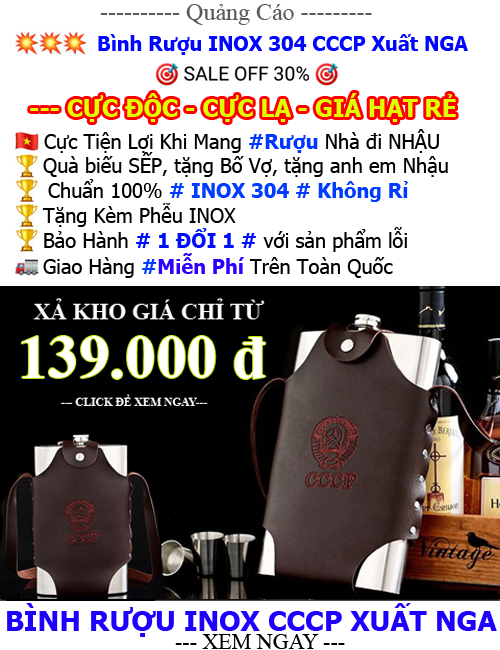 ---------- Quảng Cáo ---------
💥💥💥 Bình Rượu INOX 304 CCCP Xuất NGA
🎯 SALE OFF 30% 🎯
--- CỰC ĐỘC - CỰC LẠ - GIÁ HẠT RẺ
🇻🇳 Cực Tiện Lợi Khi Mang #Rượu Nhà đi NHẬU
🏆 Quà biếu SẾP, tặng Bố Vợ, tặng anh em Nhậu
🏆 Chuẩn 100% # INOX 304 # Không Rỉ
🏆 Tặng Kèm Phễu INOX
🏆 Bảo Hành # 1 ĐỔI 1 # với sản phẩm lỗi
🚚 Giao Hàng #Miễn Phí Trên Toàn Quốc
XẢ KHO GIÁ CHỈ TỪ
139.000 đ
--- CLICK ĐỂ XEM NGAY---
CCCP
CCCP
Vintage
BÌNH RƯỢU INOX CCCP XUẤT NGA
--- XEM NGAY ---